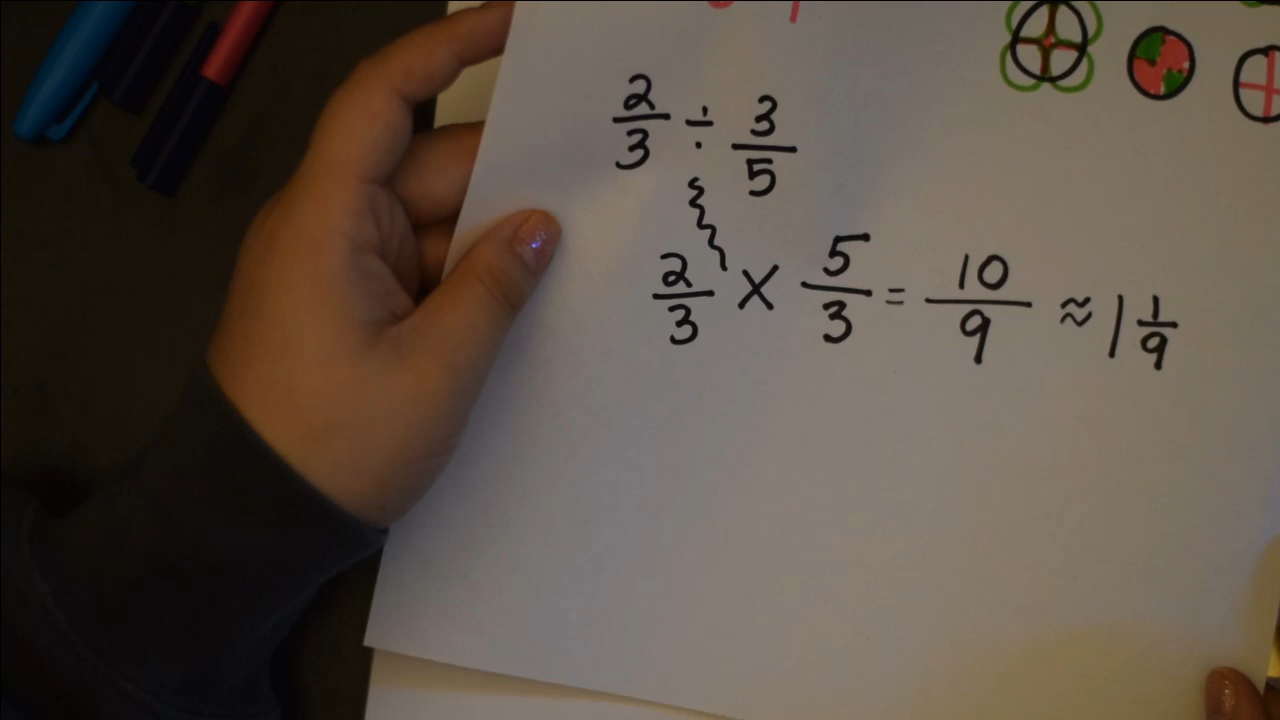 2/3 ÷ 3/5
2/3 × 5/3 = 10/9 ≈ 1 1/9